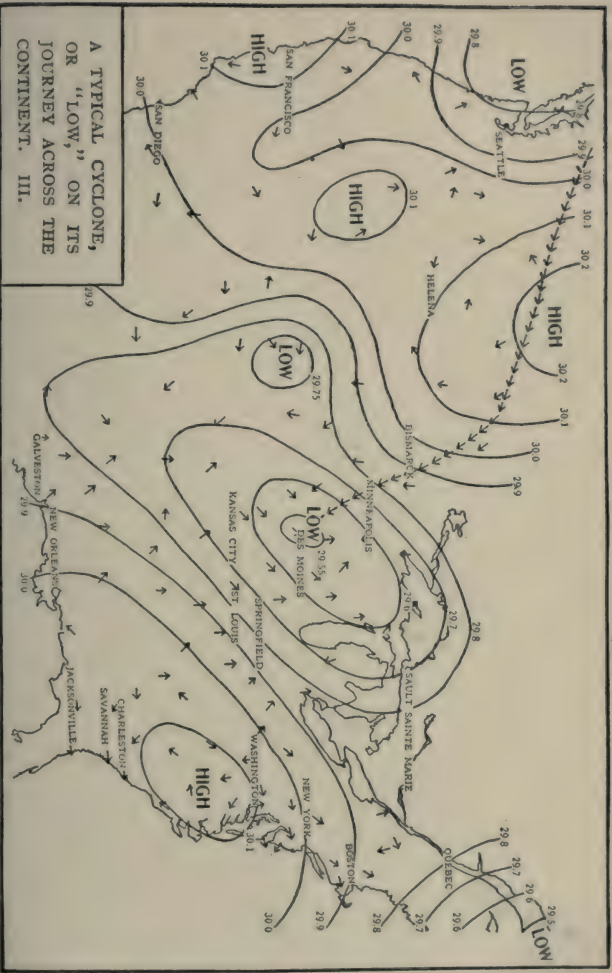 LOW
29.8
29.9
30.0
30.1
HIGH
30.1
SAN FRANCISCO
30.0
SAN DIEGO
SEATTLE
29.9
30.0
30.1
30.2
HIGH
30.2
30.1
30.0
29.9
HIGH
30.1
HELENA
BISMARCK
MINNEAPOLIS
LOW
29.75
LOW
29.55
DES MOINES
KANSAS CITY
ST. LOUIS
SPRINGFIELD
29.6
29.7
29.8
SAULT SAINTE MARIE
29.9
GALVESTON
29.9
NEW ORLEANS
30.0
JACKSONVILLE
SAVANNAH
CHARLESTON
HIGH
30.1
WASHINGTON
NEW YORK
BOSTON
QUEBEC
29.8
29.7
29.6
29.5
LOW
29.6
29.7
29.8
29.9
30.0
A TYPICAL CYCLONE,
OR "LOW," ON ITS
JOURNEY ACROSS THE
CONTINENT. III.